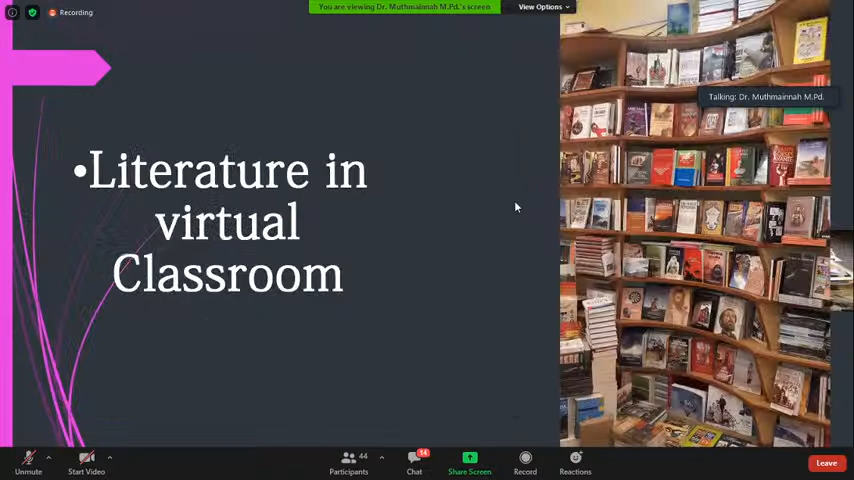 Recording
You are viewing Dr. Muthmainnah M.Pd.'s screen
View Options
Talking: Dr. Muthmainnah M.Pd.
•Literature in
virtual
Classroom
Unmute
Start Video
44
Participants
14
Chat
Share Screen
Record
Reactions
Leave